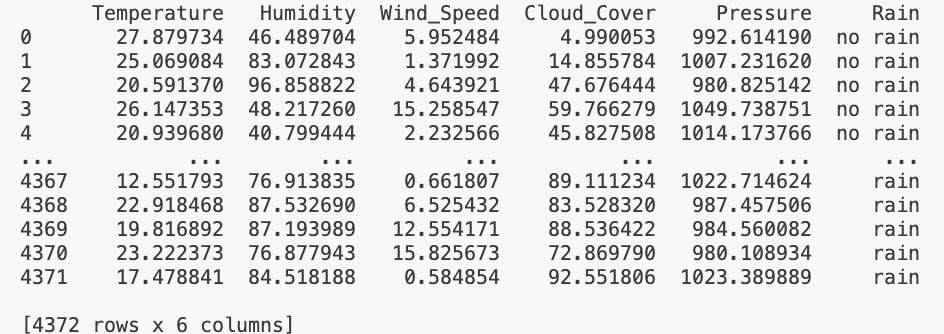 Temperature Humidity Wind_Speed Cloud_Cover Pressure Rain
0 27.879734 46.489704 5.952484 4.990053 992.614190 no rain
1 25.069084 83.072843 1.371992 14.855784 1007.231620 no rain
2 20.591370 96.858822 4.643921 47.676444 980.825142 no rain
3 26.147353 48.217260 15.258547 59.766279 1049.738751 no rain
4 20.939680 40.799444 2.232566 45.827508 1014.173766 no rain
... ... ... ... ... ... ...
4367 12.551793 76.913835 0.661807 89.111234 1022.714624 rain
4368 22.918468 87.532690 6.525432 83.528320 987.457506 rain
4369 19.816892 87.193989 12.554171 88.536422 984.560082 rain
4370 23.222373 76.877943 15.825673 72.869790 980.108934 rain
4371 17.478841 84.518188 0.584854 92.551806 1023.389889 rain
[4372 rows x 6 columns]